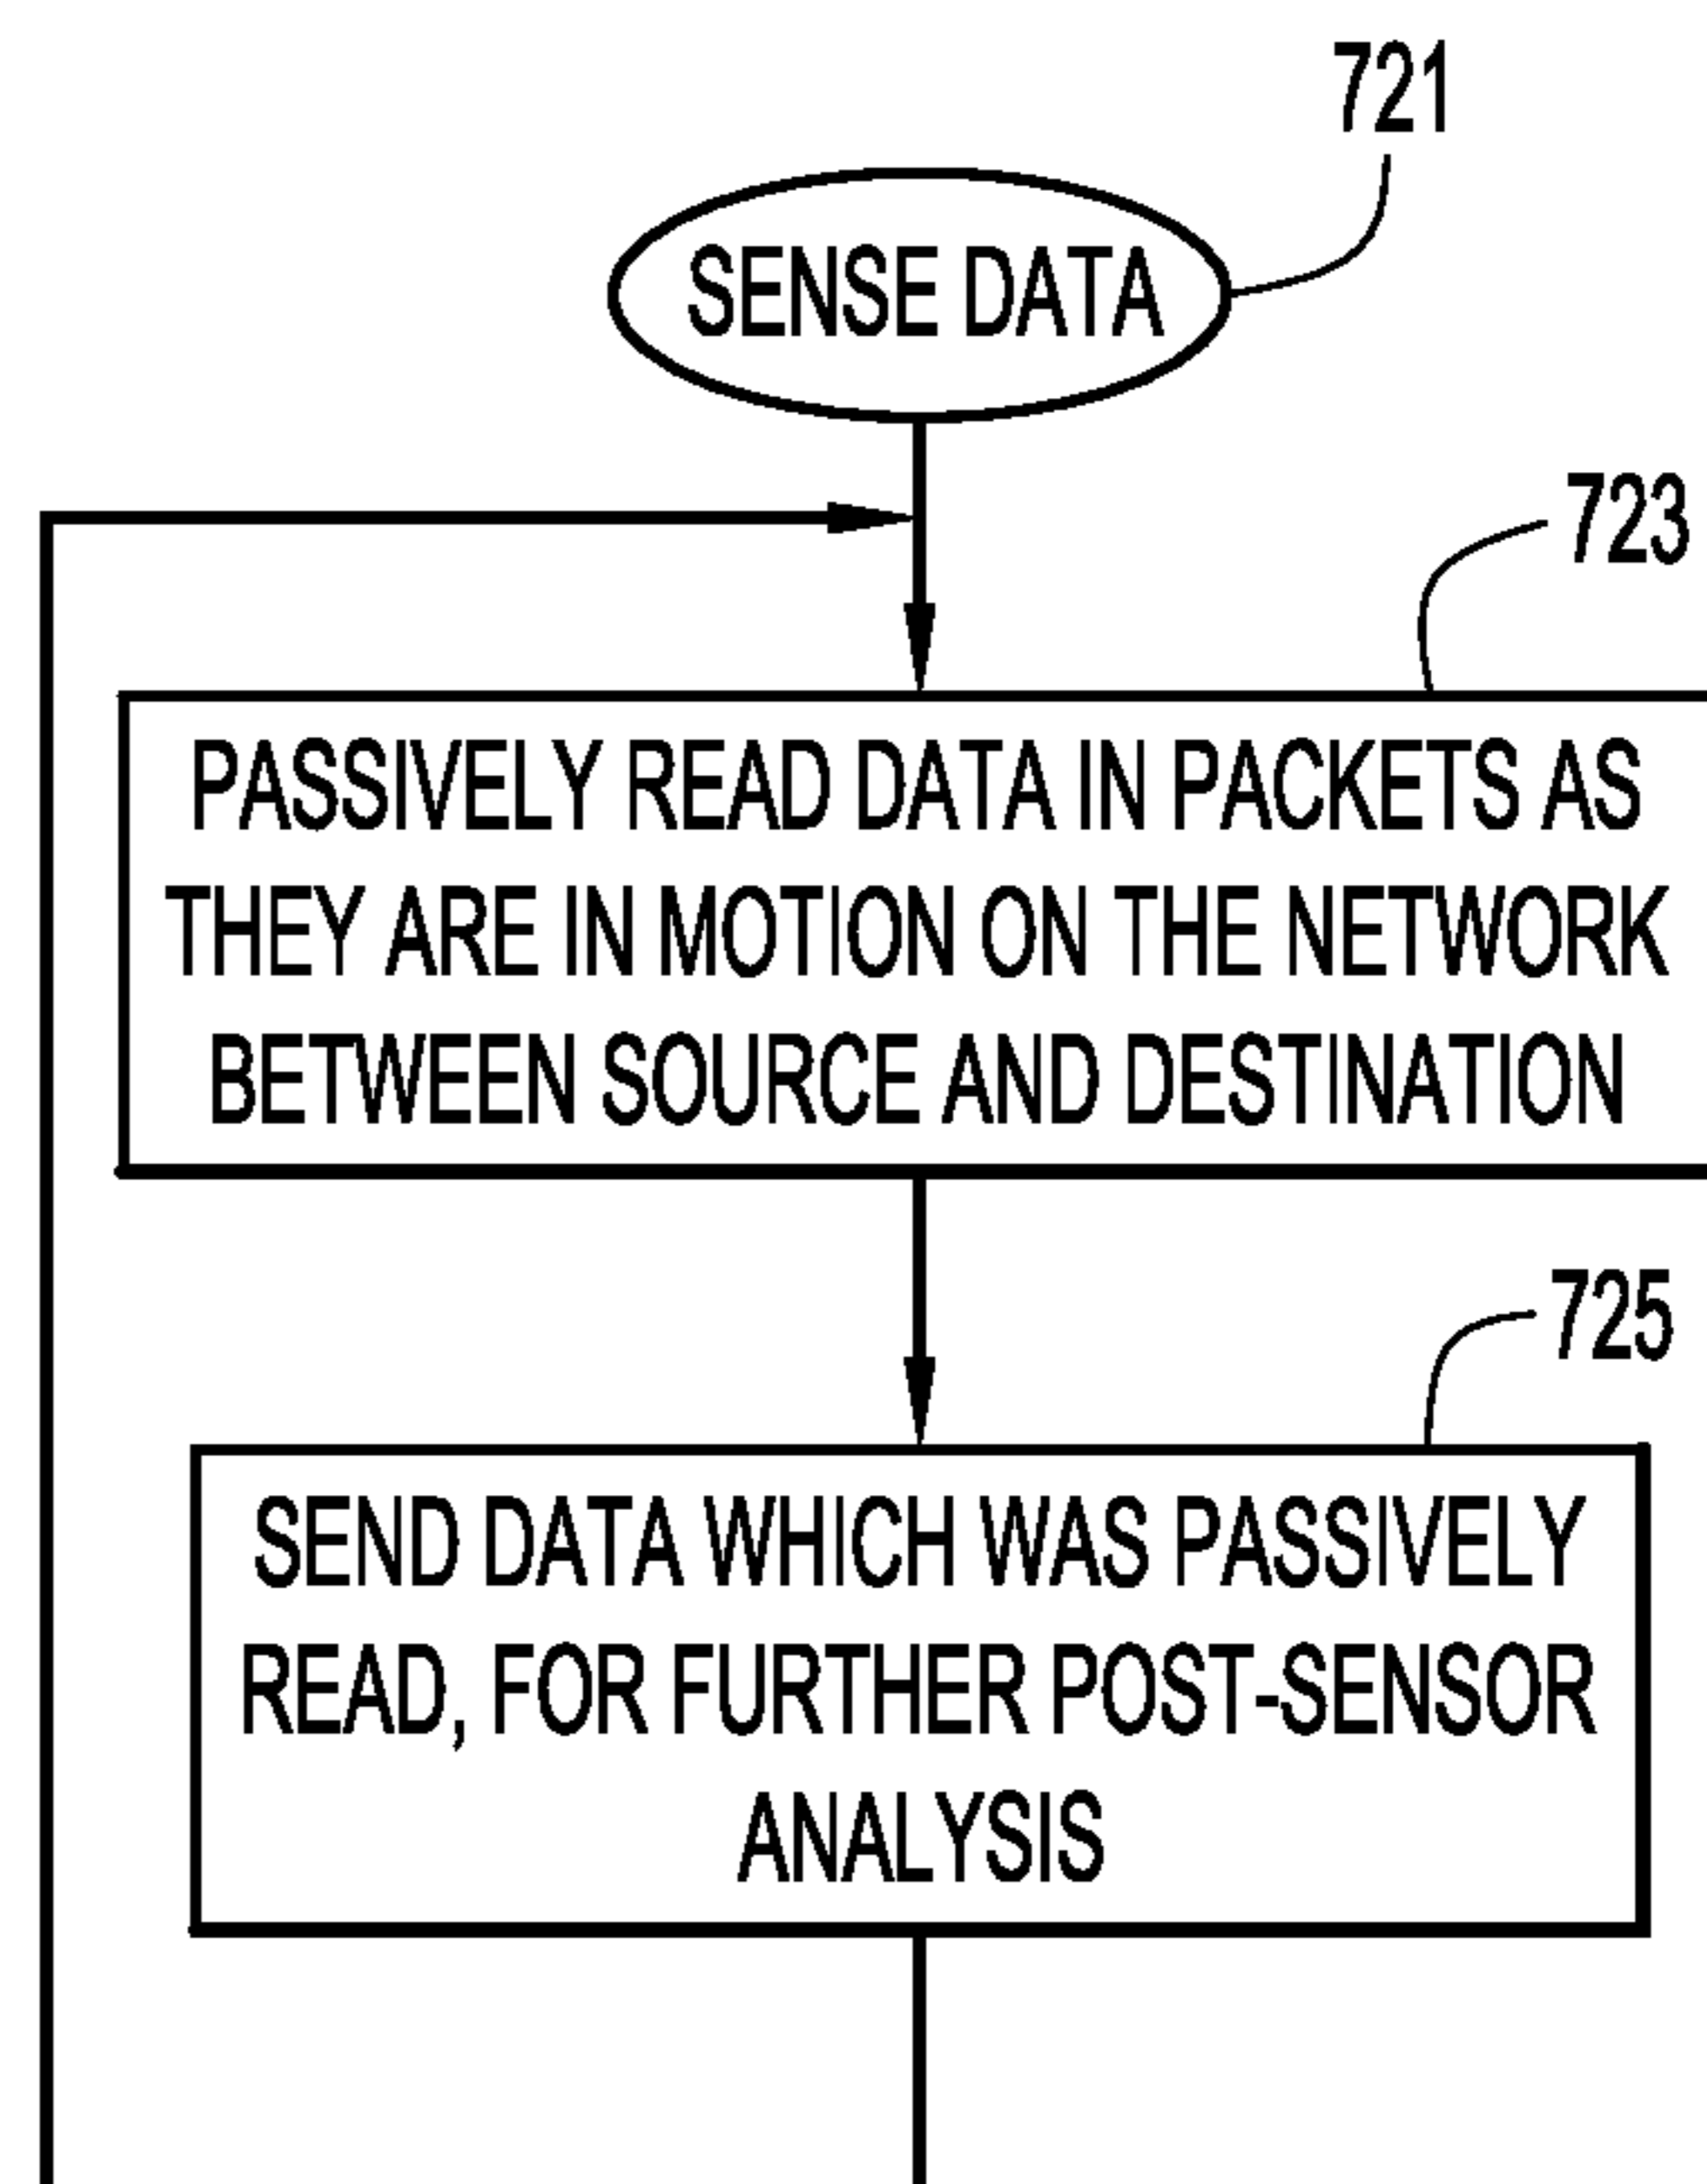 721
SENSE DATA
723
PASSIVELY READ DATA IN PACKETS AS
THEY ARE IN MOTION ON THE NETWORK
BETWEEN SOURCE AND DESTINATION
725
SEND DATA WHICH WAS PASSIVELY
READ, FOR FURTHER POST-SENSOR
ANALYSIS